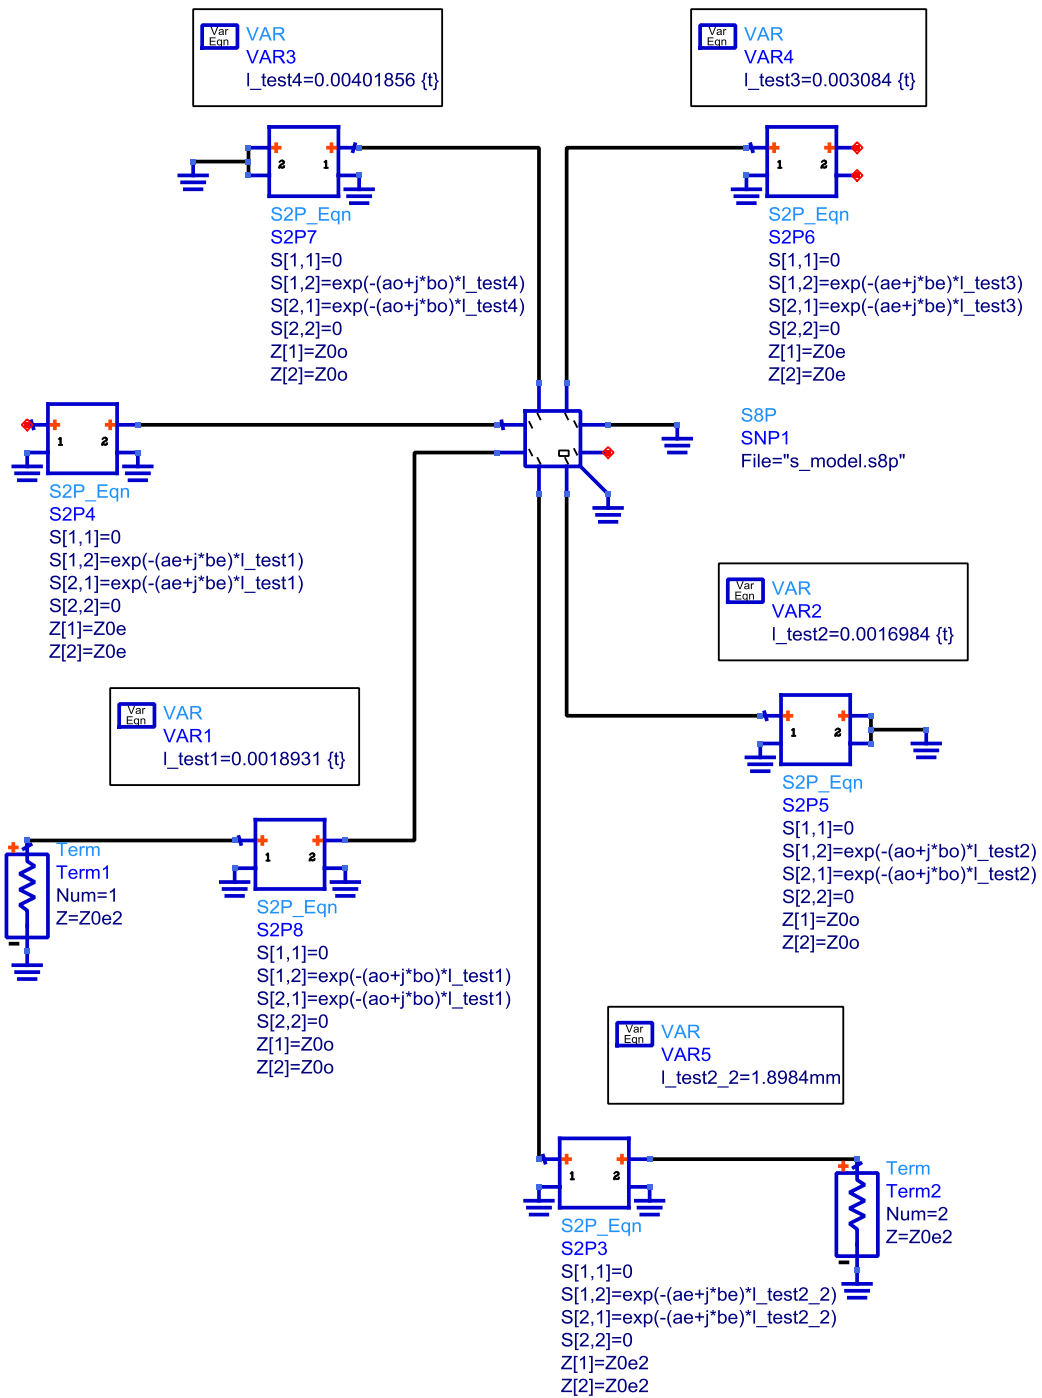 Var
Eqn
VAR
VAR3
l_test4=0.00401856 {t}
Var
Eqn
VAR
VAR4
l_test3=0.003084 {t}
2
1
S2P_Eqn
S2P7
S[1,1]=0
S[1,2]=exp(-(ao+j*bo)*l_test4)
S[2,1]=exp(-(ao+j*bo)*l_test4)
S[2,2]=0
Z[1]=Z0o
Z[2]=Z0o
1
2
S2P_Eqn
S2P6
S[1,1]=0
S[1,2]=exp(-(ae+j*be)*l_test3)
S[2,1]=exp(-(ae+j*be)*l_test3)
S[2,2]=0
Z[1]=Z0e
Z[2]=Z0e
1
2
S2P_Eqn
S2P4
S[1,1]=0
S[1,2]=exp(-(ae+j*be)*l_test1)
S[2,1]=exp(-(ae+j*be)*l_test1)
S[2,2]=0
Z[1]=Z0e
Z[2]=Z0e
S8P
SNP1
File="s_model.s8p"
Var
Eqn
VAR
VAR2
l_test2=0.0016984 {t}
Var
Eqn
VAR
VAR1
l_test1=0.0018931 {t}
1
2
S2P_Eqn
S2P5
S[1,1]=0
S[1,2]=exp(-(ao+j*bo)*l_test2)
S[2,1]=exp(-(ao+j*bo)*l_test2)
S[2,2]=0
Z[1]=Z0o
Z[2]=Z0o
Term
Term1
Num=1
Z=Z0e2
1
2
S2P_Eqn
S2P8
S[1,1]=0
S[1,2]=exp(-(ao+j*bo)*l_test1)
S[2,1]=exp(-(ao+j*bo)*l_test1)
S[2,2]=0
Z[1]=Z0o
Z[2]=Z0o
Var
Eqn
VAR
VAR5
l_test2_2=1.8984mm
1
2
S2P_Eqn
S2P3
S[1,1]=0
S[1,2]=exp(-(ae+j*be)*l_test2_2)
S[2,1]=exp(-(ae+j*be)*l_test2_2)
S[2,2]=0
Z[1]=Z0e2
Z[2]=Z0e2
Term
Term2
Num=2
Z=Z0e2